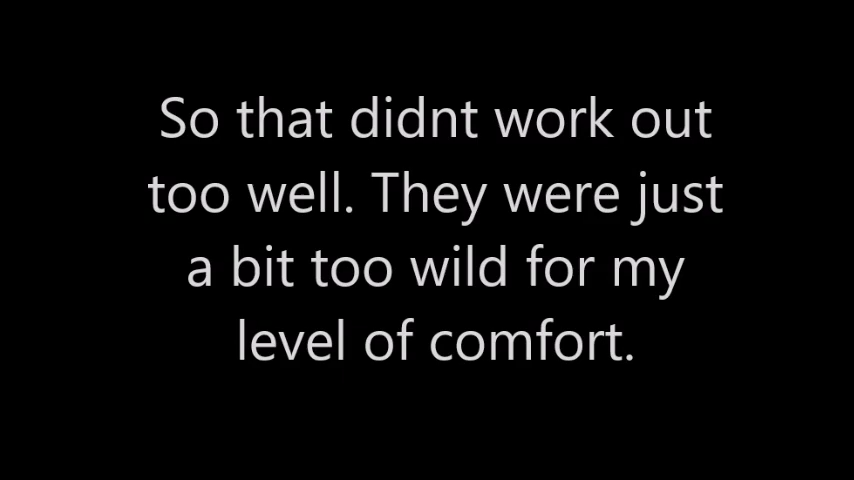 So that didnt work out
too well. They were just
a bit too wild for my
level of comfort.